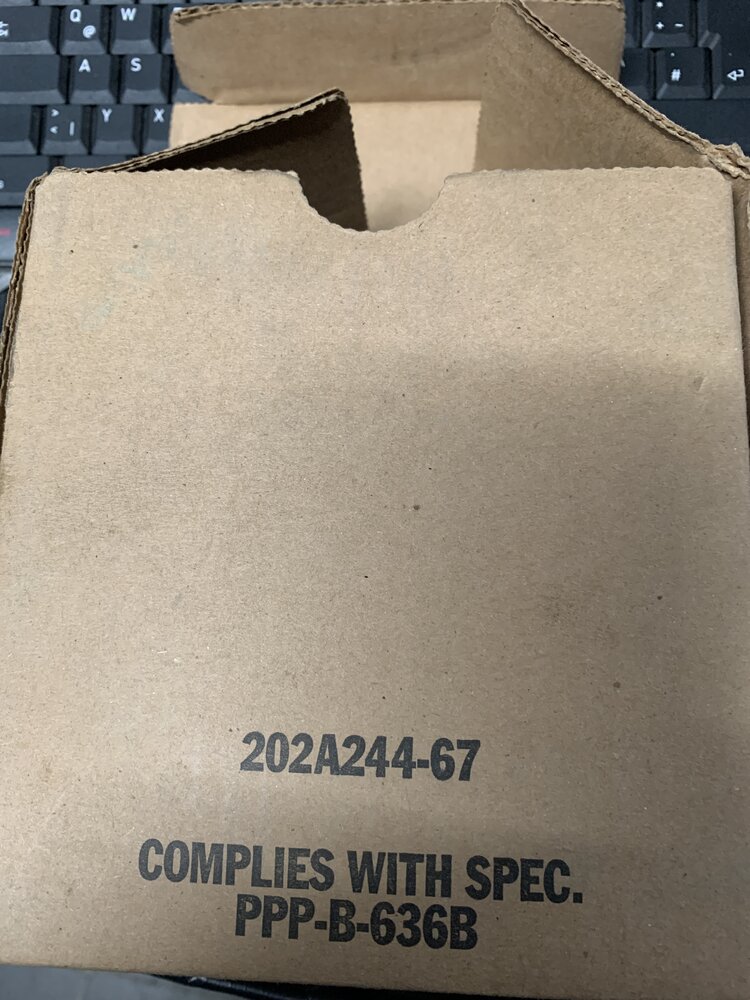 Q W
@
+
*
+ -
A S
#
>
< | Y X
202A244-67
COMPLIES WITH SPEC.
PPP-B-636B